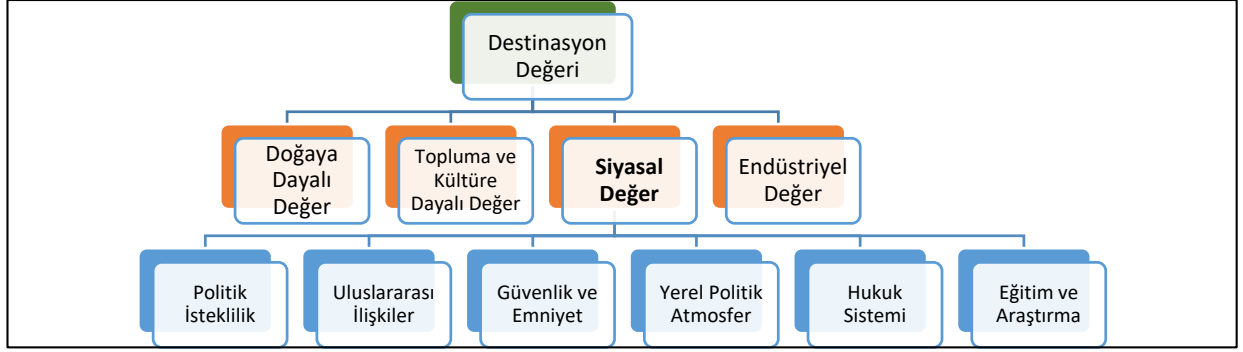 Destinasyon
Değeri
Doğaya
Dayalı
Değer
Topluma ve
Kültüre
Dayalı Değer
Siyasal
Değer
Endüstriyel
Değer
Politik
İsteklilik
Uluslararası
İlişkiler
Güvenlik ve
Emniyet
Yerel Politik
Atmosfer
Hukuk
Sistemi
Eğitim ve
Araştırma